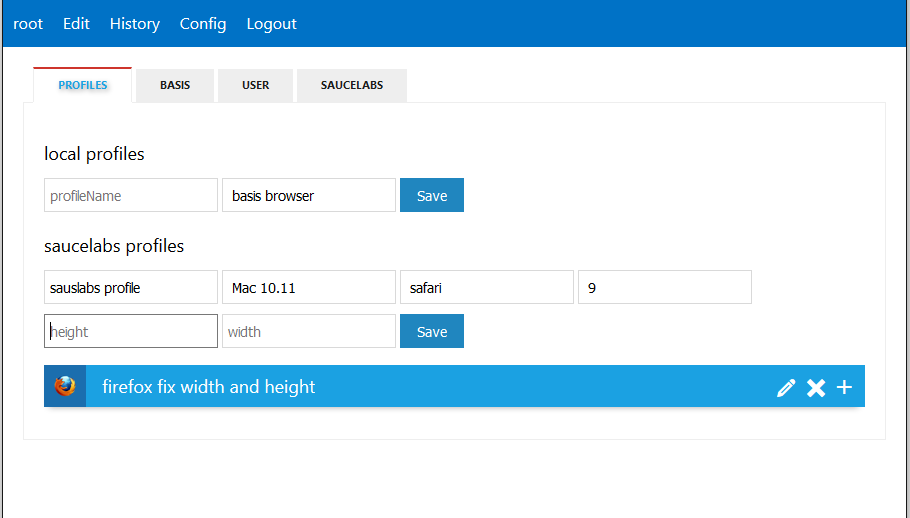 root Edit History Config Logout
PROFILES BASIS USER SAUCELABS
local profiles
profileName basis browser Save
saucelabs profiles
sauslabs profile Mac 10.11 safari 9
height width Save
firefox fix width and height